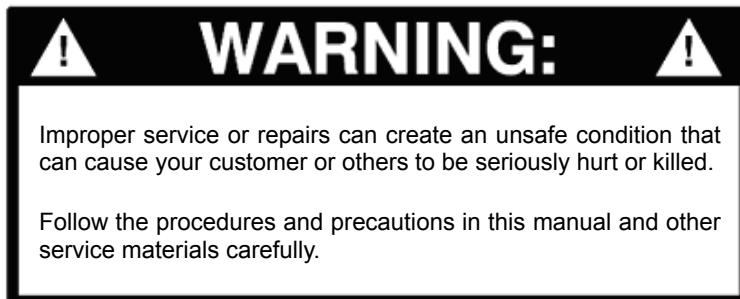 ! WARNING: !
Improper service or repairs can create an unsafe condition that
can cause your customer or others to be seriously hurt or killed.
Follow the procedures and precautions in this manual and other
service materials carefully.